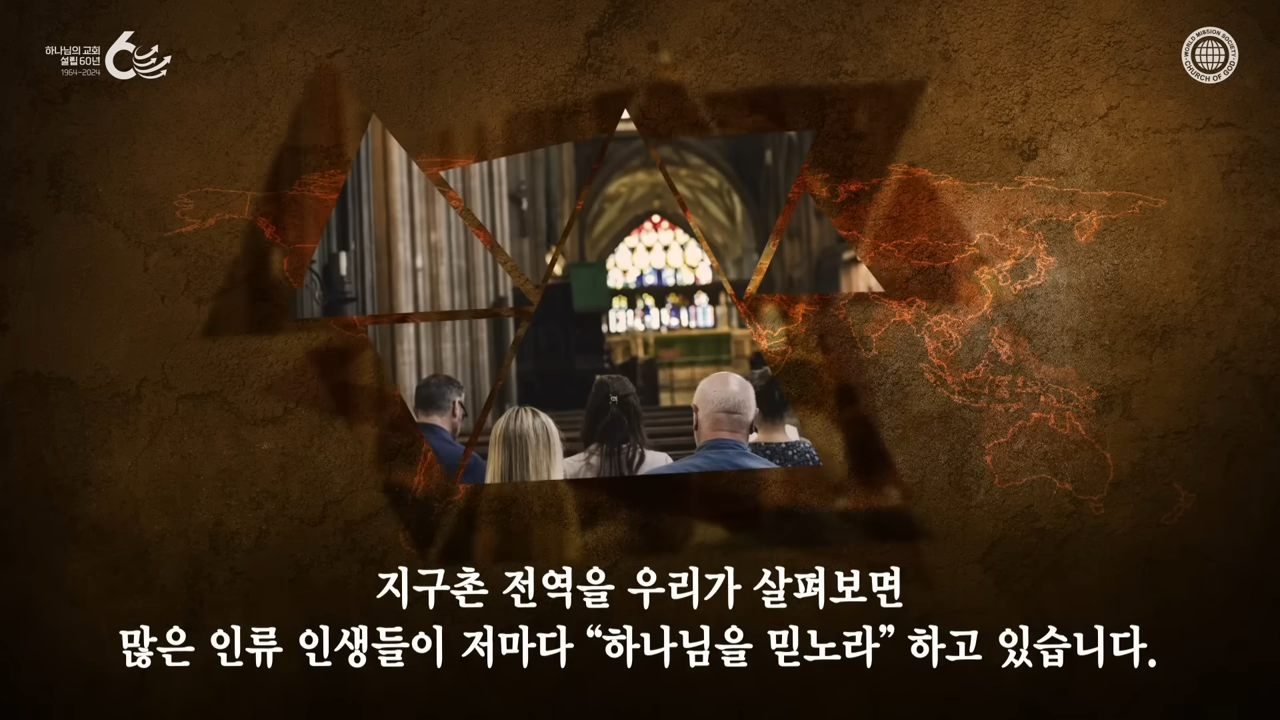 하나님의 교회
설립 60년
1964-2024
60
WORLD MISSION SOCIETY
CHURCH OF GOD
지구촌 전역을 우리가 살펴보면
많은 인류 인생들이 저마다 “하나님을 믿노라” 하고 있습니다.